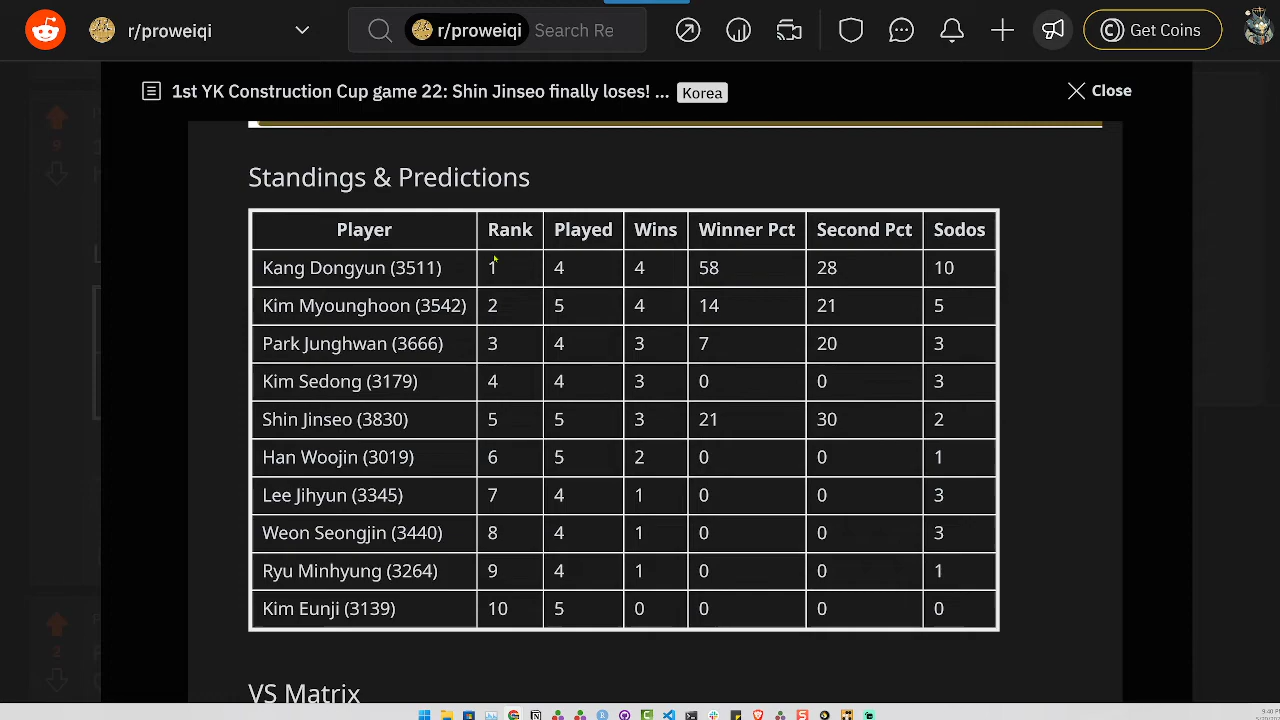 r/proweiqi
r/proweiqi Search Re
Get Coins
1st YK Construction Cup game 22: Shin Jinseo finally loses! ... Korea
Close
Standings & Predictions
Player Rank Played Wins Winner Pct Second Pct Sodos
Kang Dongyun (3511) 1 4 4 58 28 10
Kim Myounghoon (3542) 2 5 4 14 21 5
Park Junghwan (3666) 3 4 3 7 20 3
Kim Sedong (3179) 4 4 3 0 0 3
Shin Jinseo (3830) 5 5 3 21 30 2
Han Woojin (3019) 6 5 2 0 0 1
Lee Jihyun (3345) 7 4 1 0 0 3
Weon Seongjin (3440) 8 4 1 0 0 3
Ryu Minhyung (3264) 9 4 1 0 0 1
Kim Eunji (3139) 10 5 0 0 0 0
VS Matrix